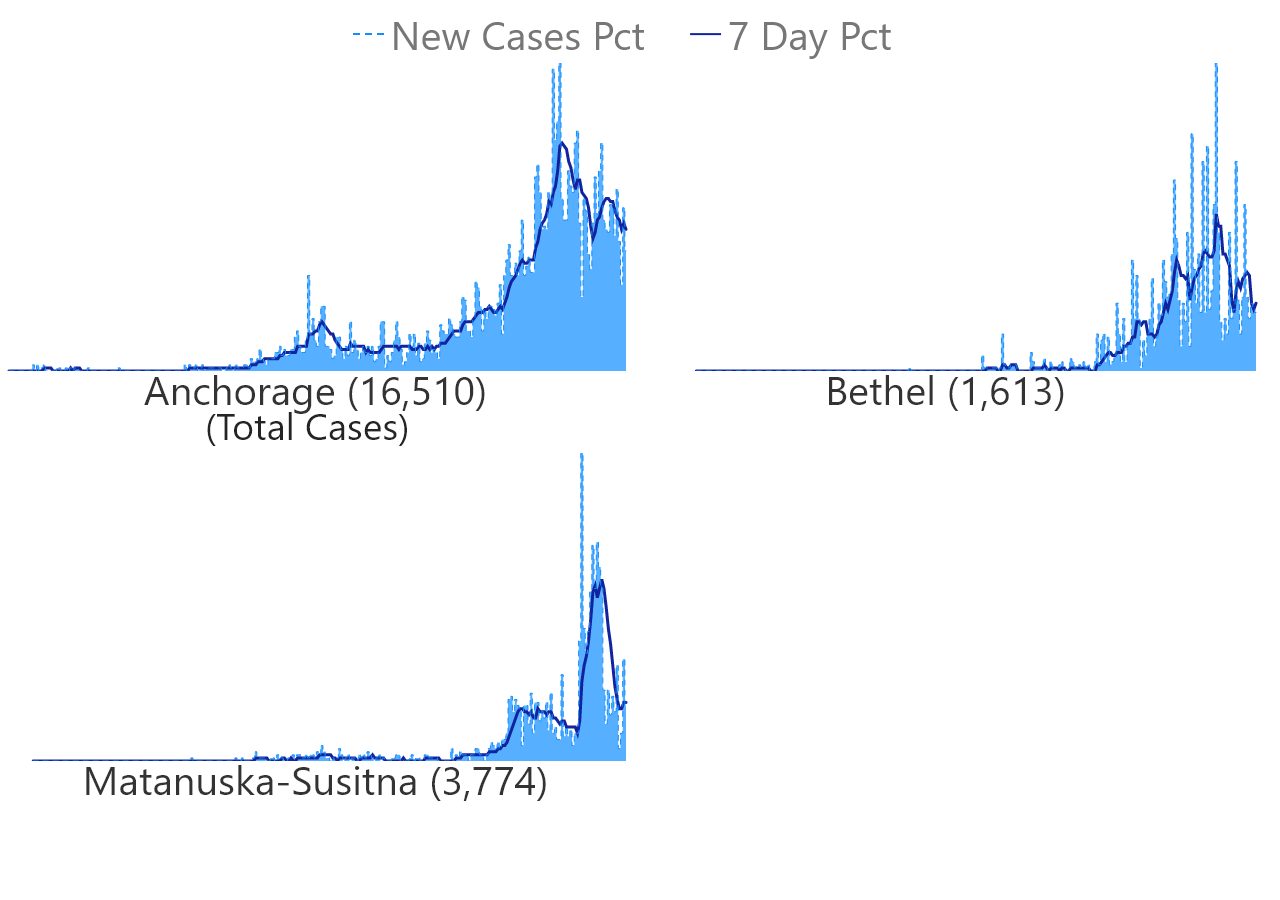 New Cases Pct 7 Day Pct
Anchorage (16,510) Bethel (1,613)
(Total Cases)
Matanuska-Susitna (3,774)